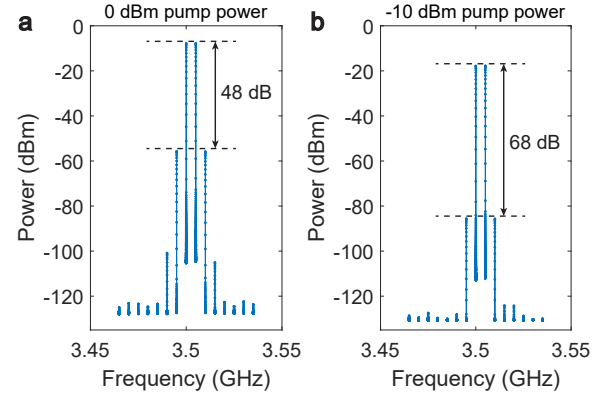 a
0 dBm pump power
0
-20
-40
-60
-80
-100
-120
Power (dBm)
48 dB
3.45
3.5
3.55
Frequency (GHz)
b
-10 dBm pump power
0
-20
-40
-60
-80
-100
-120
Power (dBm)
68 dB
3.45
3.5
3.55
Frequency (GHz)